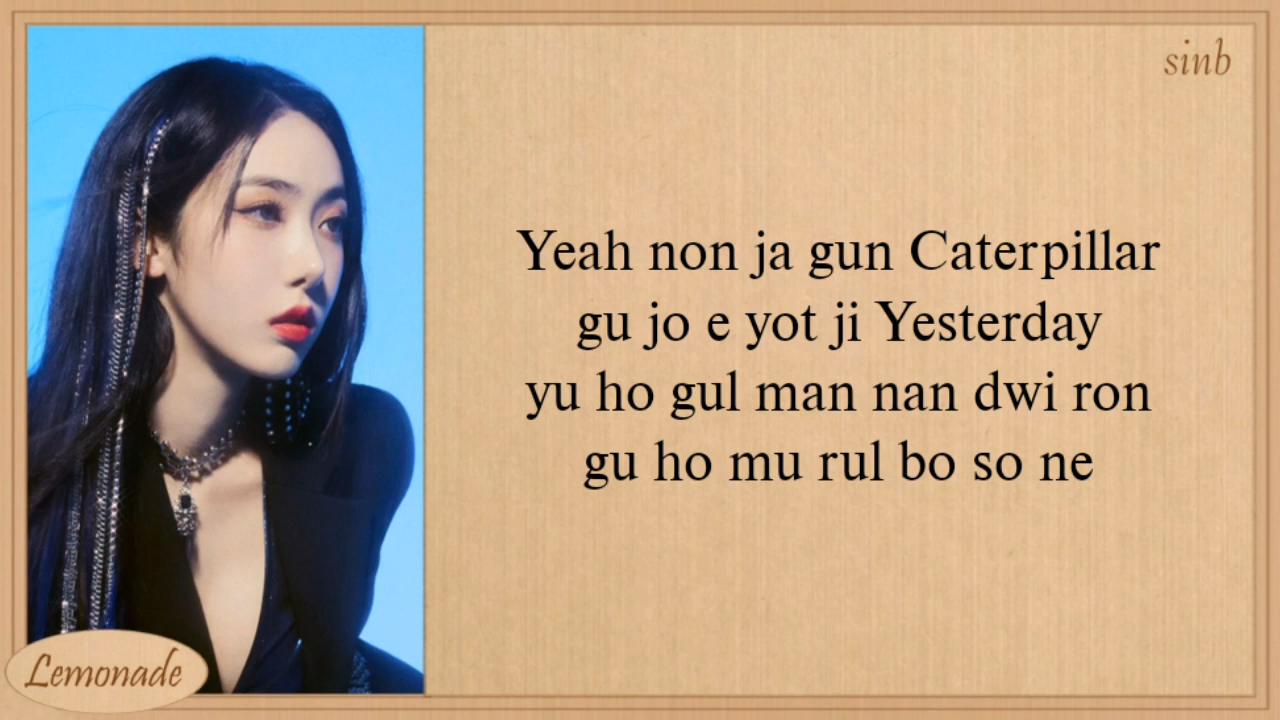 sinb
Yeah non ja gun Caterpillar
gu jo e yot ji Yesterday
yu ho gul man nan dwi ron
gu ho mu rul bo so ne
Lemonade